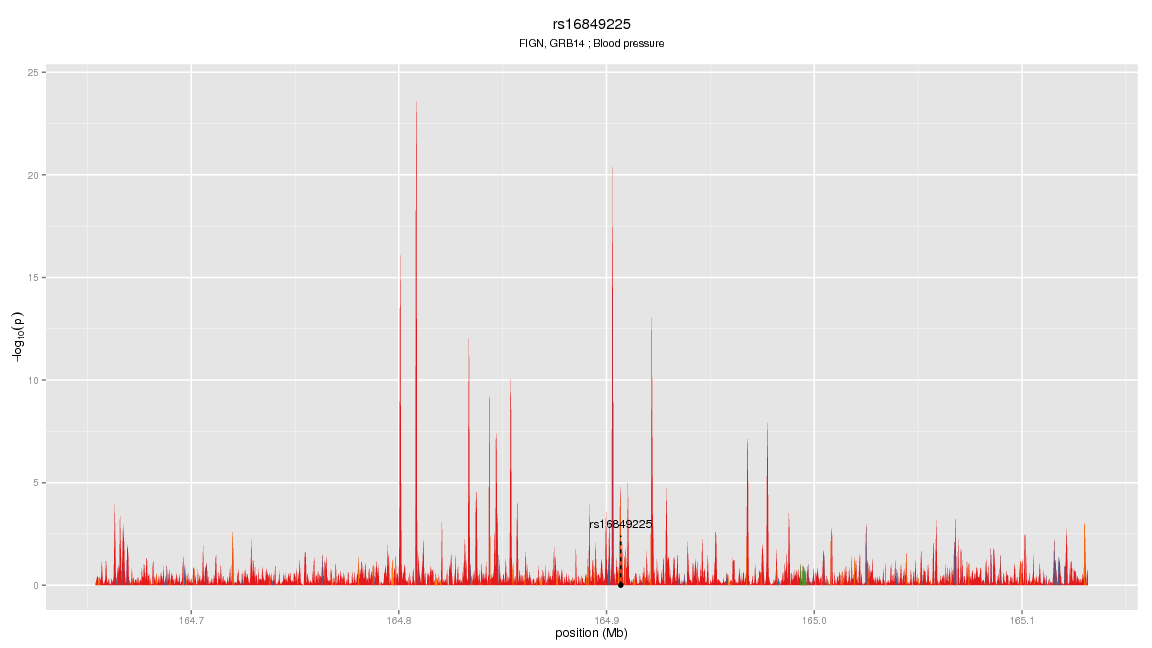 rs16849225
FIGN, GRB14 ; Blood pressure
25
20
15
10
5
0
−log10(p)
rs16849225
164.7
164.8
164.9
165.0
165.1
position (Mb)